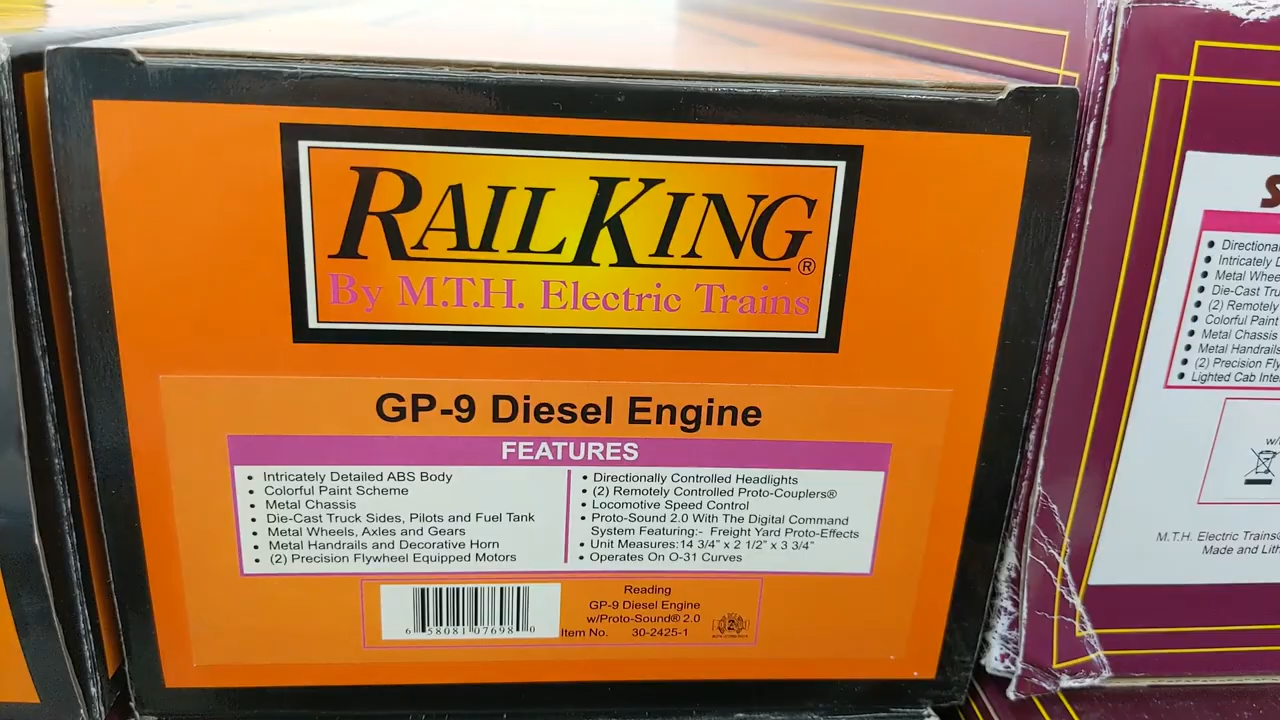 RAILKING®
By M.T.H. Electric Trains
GP-9 Diesel Engine
FEATURES
• Intricately Detailed ABS Body
• Colorful Paint Scheme
• Metal Chassis
• Die-Cast Truck Sides, Pilots and Fuel Tank
• Metal Wheels, Axles and Gears
• Metal Handrails and Decorative Horn
• (2) Precision Flywheel Equipped Motors
• Directionally Controlled Headlights
• (2) Remotely Controlled Proto-Couplers®
• Locomotive Speed Control
• Proto-Sound 2.0 With The Digital Command
System Featuring:- Freight Yard Proto-Effects
• Unit Measures:14 3/4" x 2 1/2" x 3 3/4"
• Operates On O-31 Curves
6 58081 07698 0
Reading
GP-9 Diesel Engine
w/Proto-Sound® 2.0
Item No. 30-2425-1
• Directiona
• Intricately
• Metal Whee
• Die-Cast Tru
• (2) Remotely
• Colorful Paint
• Metal Chassis
• Metal Handrails
• (2) Precision Fly
• Lighted Cab Inte
M.T.H. Electric Trains®
Made and Lith